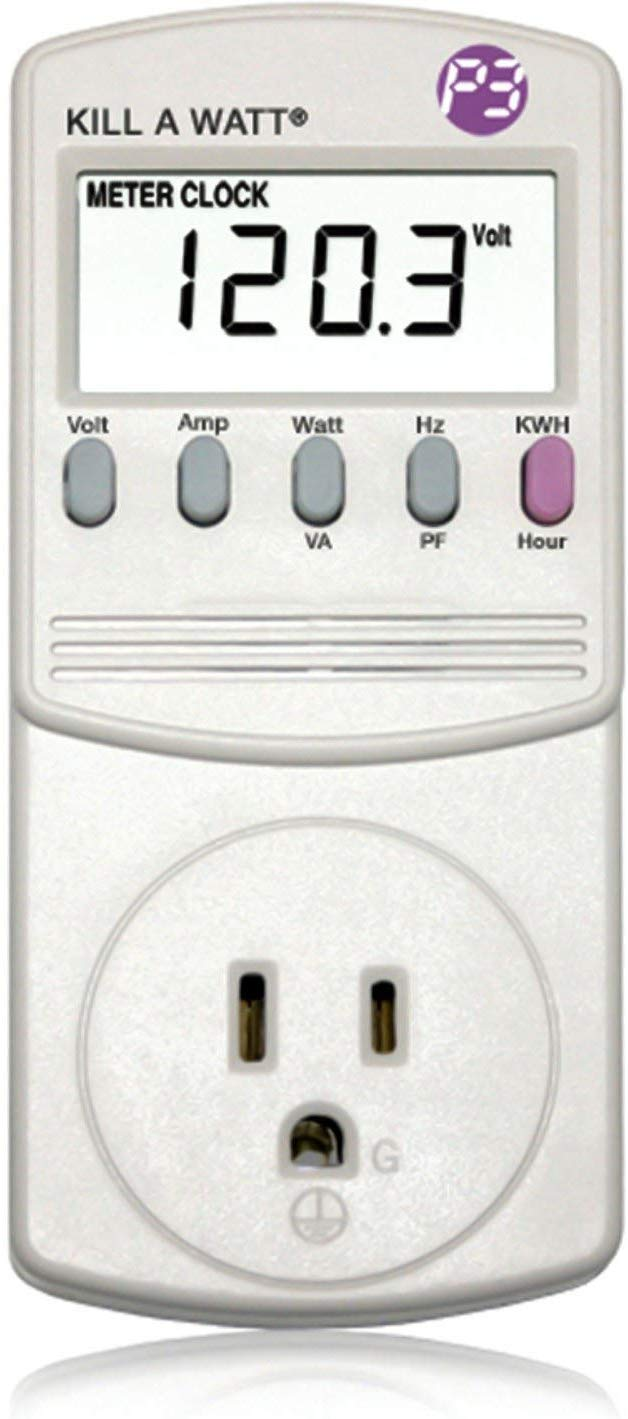 P3
KILL A WATT®
METER CLOCK
120.3 Volt
Volt Amp Watt Hz KWH
VA PF Hour
G